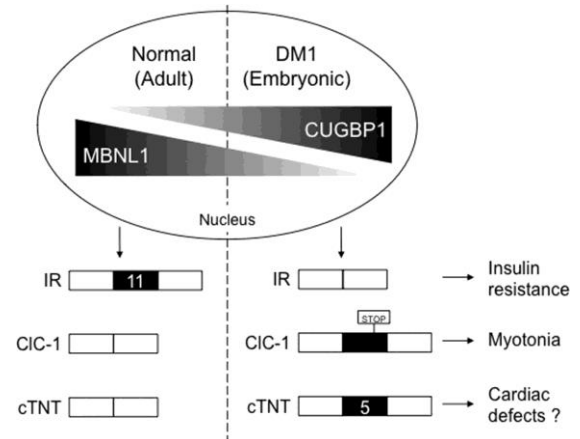 Normal
(Adult)
DM1
(Embryonic)
CUGBP1
MBNL1
Nucleus
IR 11
IR
Insulin
resistance
STOP
ClC-1
ClC-1
Myotonia
cTNT
cTNT 5
Cardiac
defects ?